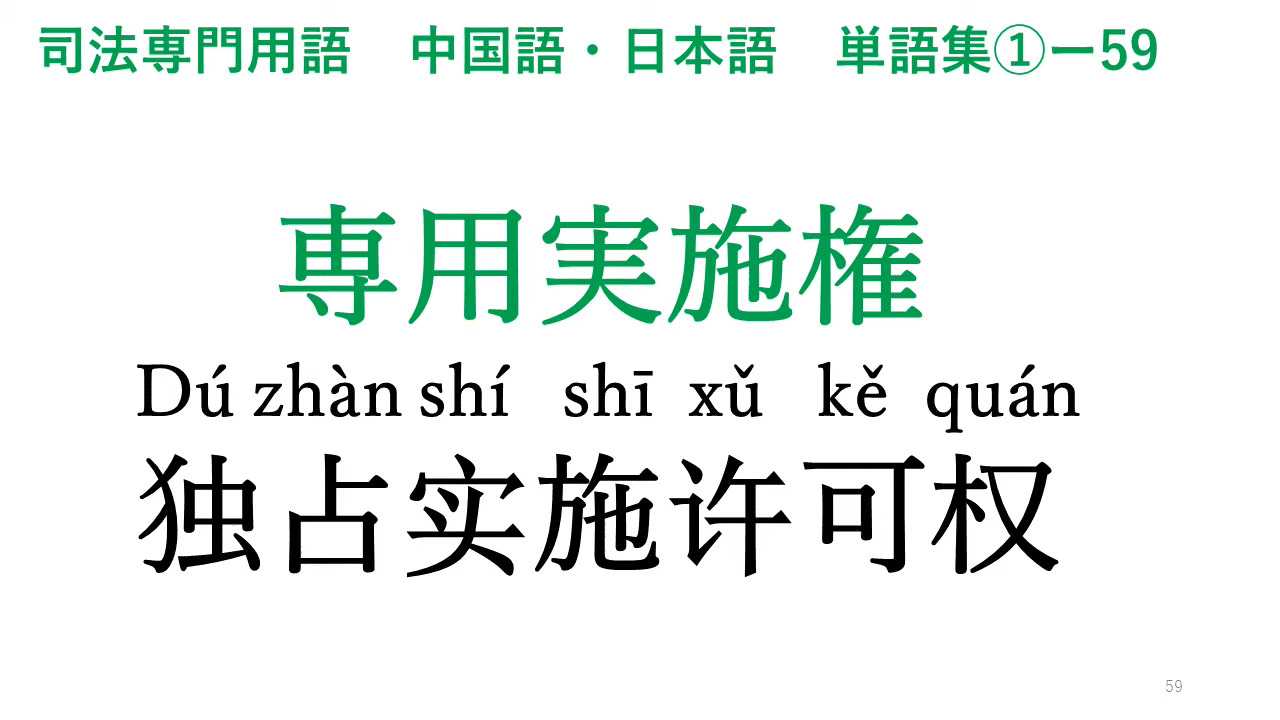 司法専門用語　中国語・日本語　単語集①ー59
専用実施権
Dú zhàn shí shī xǔ kě quán
独占实施许可权
59